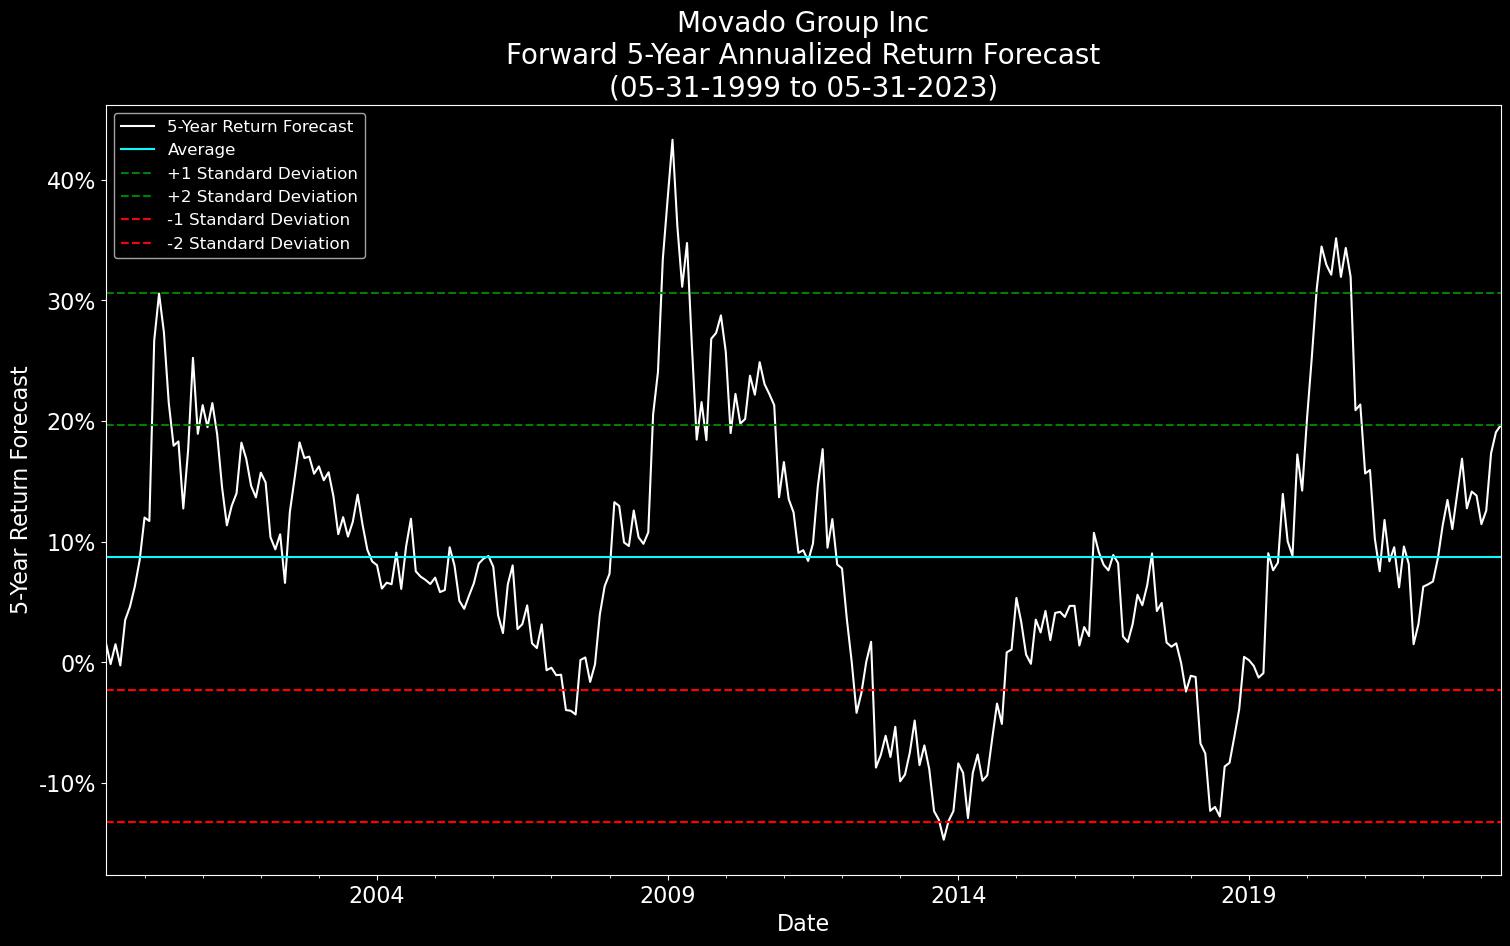 Movado Group Inc
Forward 5-Year Annualized Return Forecast
(05-31-1999 to 05-31-2023)
5-Year Return Forecast
Average
+1 Standard Deviation
+2 Standard Deviation
-1 Standard Deviation
-2 Standard Deviation
5-Year Return Forecast
40%
30%
20%
10%
0%
-10%
2004
2009
2014
2019
Date